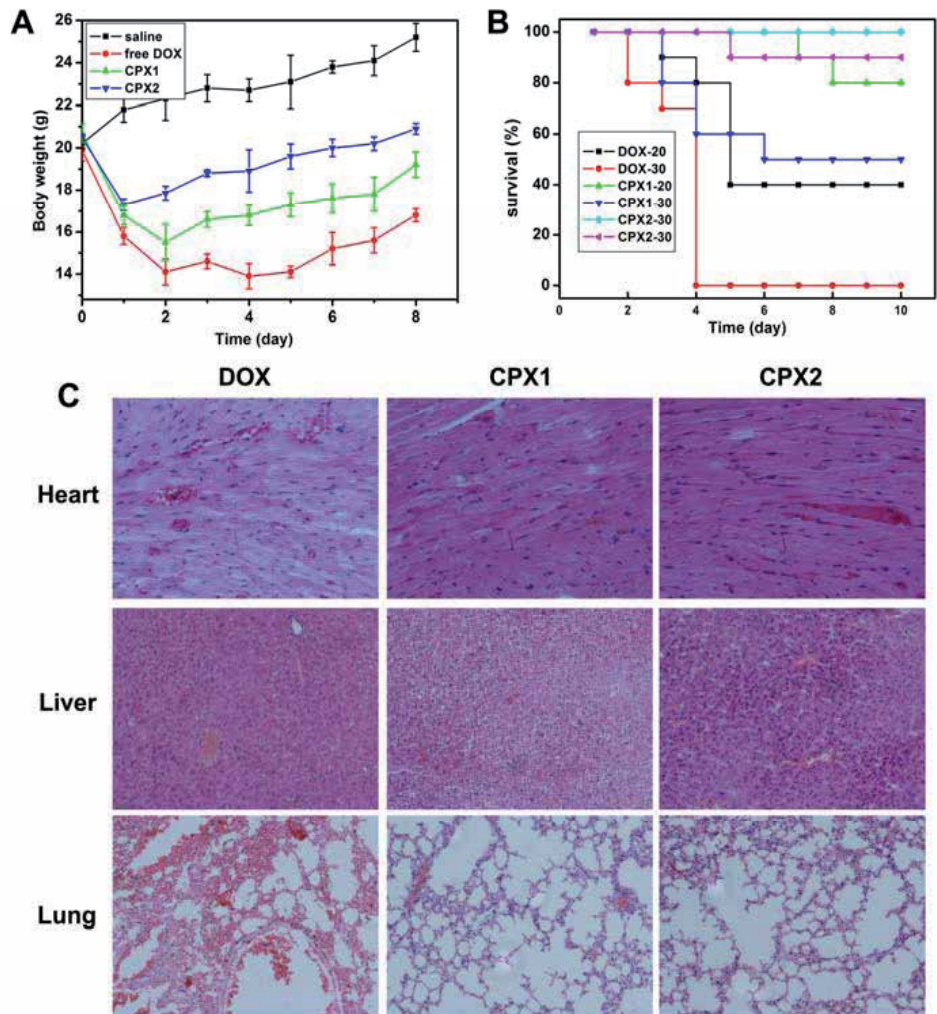 A
saline
free DOX
CPX1
CPX2
Body weight (g)
26
24
22
20
18
16
14
0 2 4 6 8
Time (day)
B
survival (%)
100
80
60
40
20
0
DOX-20
DOX-30
CPX1-20
CPX1-30
CPX2-30
CPX2-30
2 4 6 8 10
Time (day)
C
DOX CPX1 CPX2
Heart
Liver
Lung